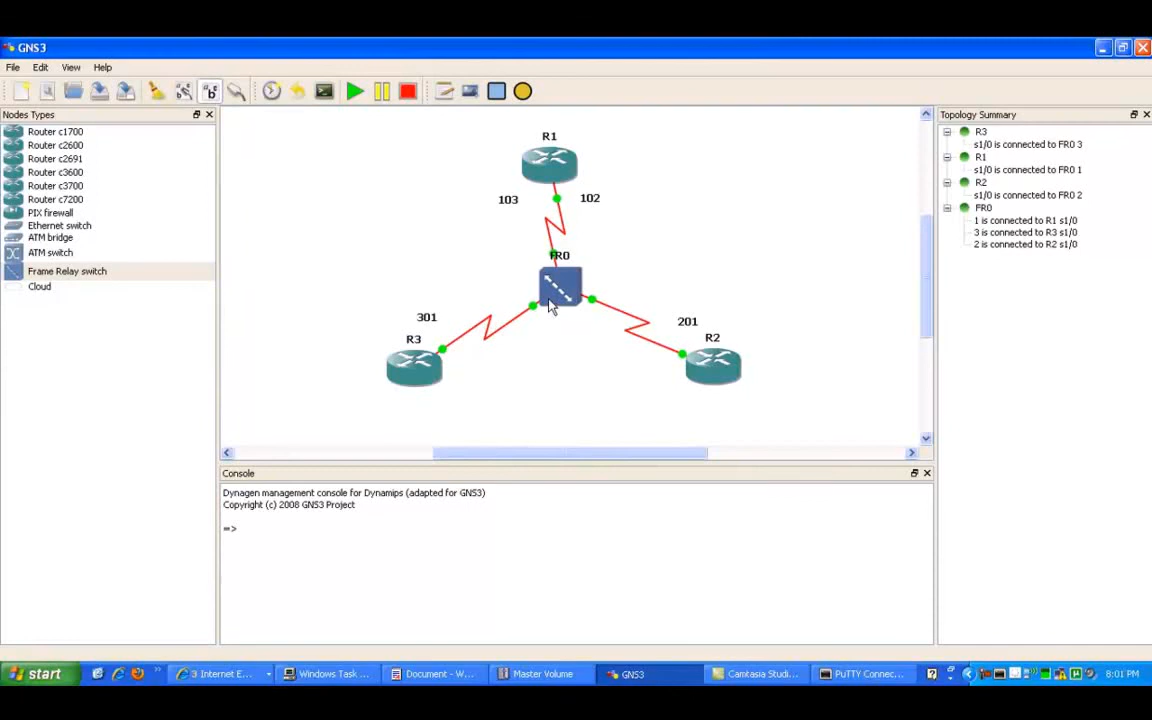 GNS3
File Edit View Help
Nodes Types
Router c1700
Router c2600
Router c2691
Router c3600
Router c3700
Router c7200
PIX firewall
Ethernet switch
ATM bridge
ATM switch
Frame Relay switch
Cloud
R1
103
102
FR0
301
201
R3
R2
Console
Dynagen management console for Dynamips (adapted for GNS3)
Copyright (c) 2008 GNS3 Project
=>
Topology Summary
R3
s1/0 is connected to FR0 3
R1
s1/0 is connected to FR0 1
R2
s1/0 is connected to FR0 2
FR0
1 is connected to R1 s1/0
3 is connected to R3 s1/0
2 is connected to R2 s1/0
start
3 Internet E...
Windows Task ...
Document - W...
Master Volume
GNS3
Camtasia Studi...
PuTTY Connec...
8:01 PM